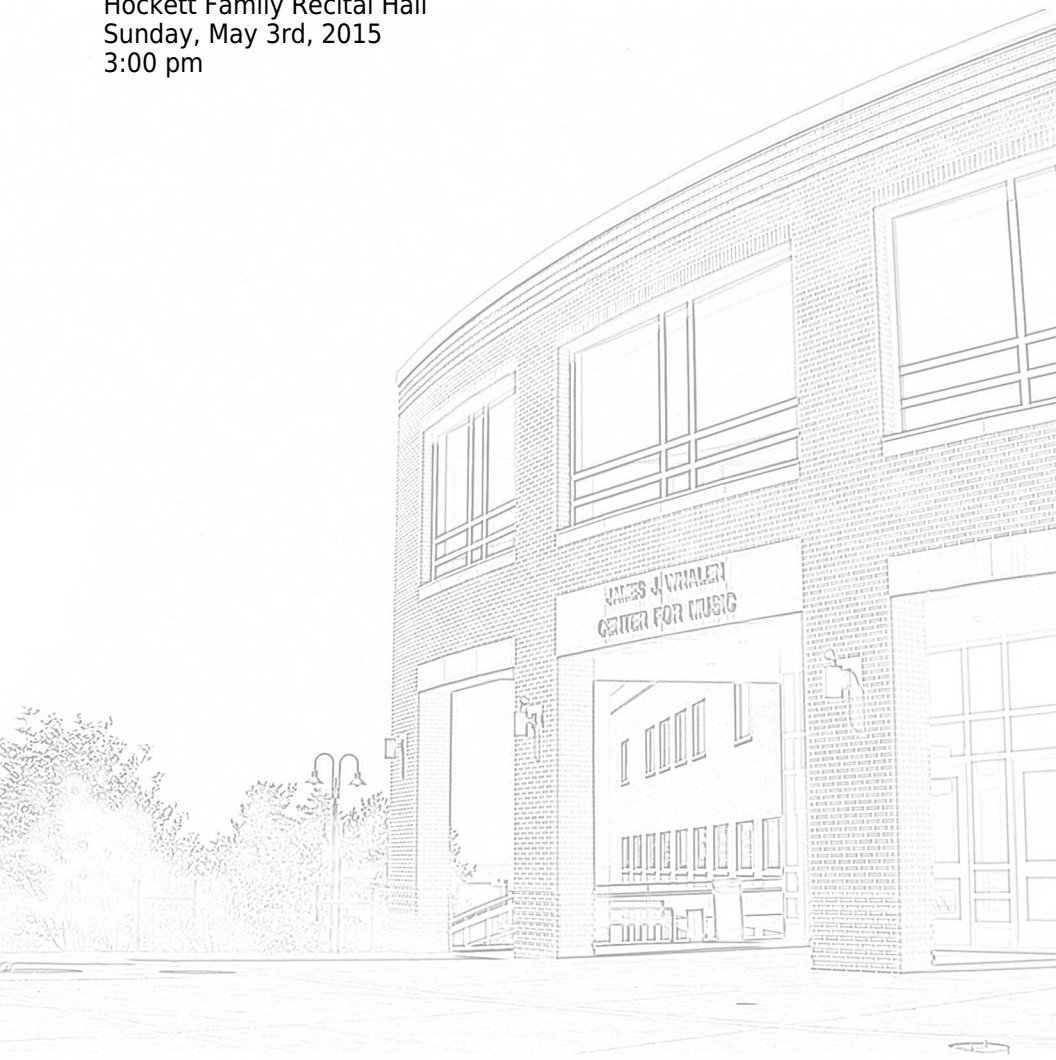 Hockett Family Recital Hall
Sunday, May 3rd, 2015
3:00 pm
JAMES J. WHALEN
CENTER FOR MUSIC